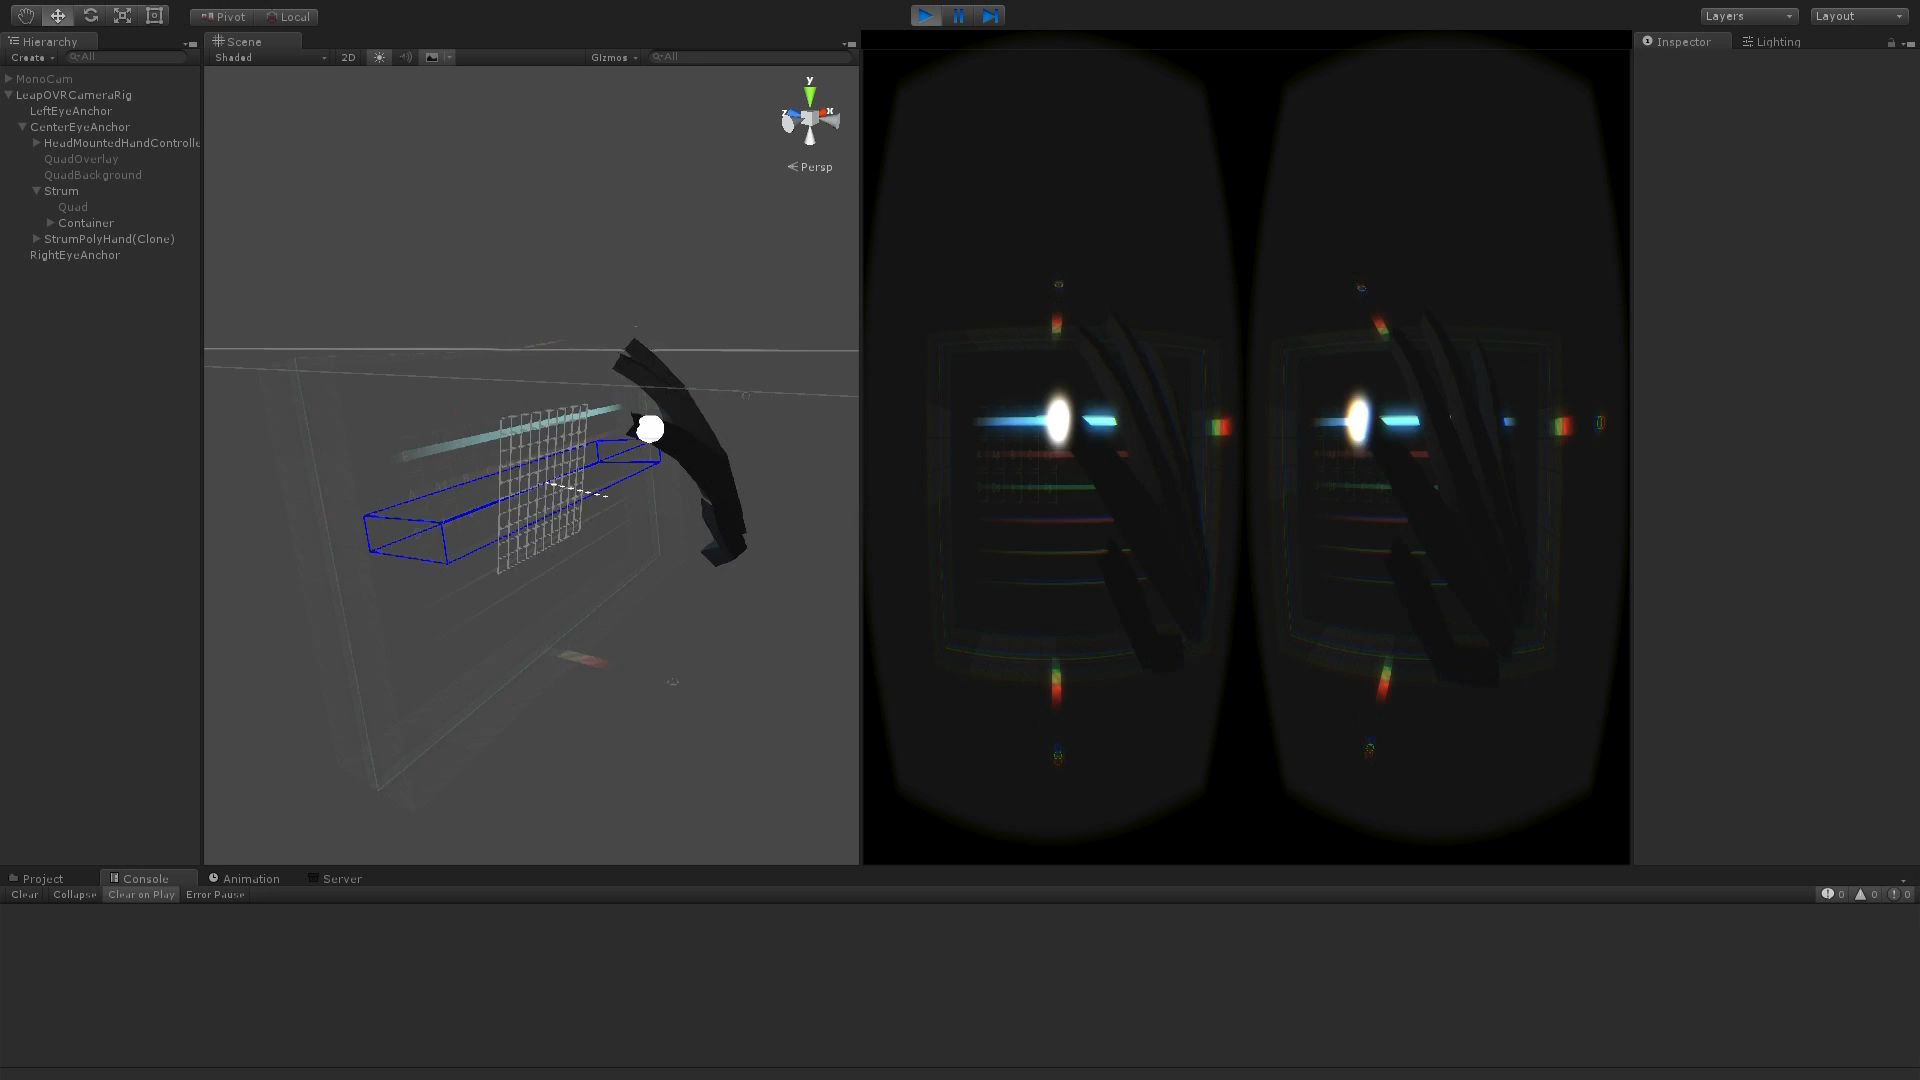 Pivot Local Layers Layout
Hierarchy Scene Inspector Lighting
Create All Shaded 2D Gizmos All
MonoCam
LeapOVRCameraRig
LeftEyeAnchor
CenterEyeAnchor
HeadMountedHandControlle
QuadOverlay
QuadBackground
Strum
Quad
Container
StrumPolyHand(Clone)
RightEyeAnchor
y
z x
Persp
Project Console Animation Server
Clear Collapse Clear on Play Error Pause 0 0 0